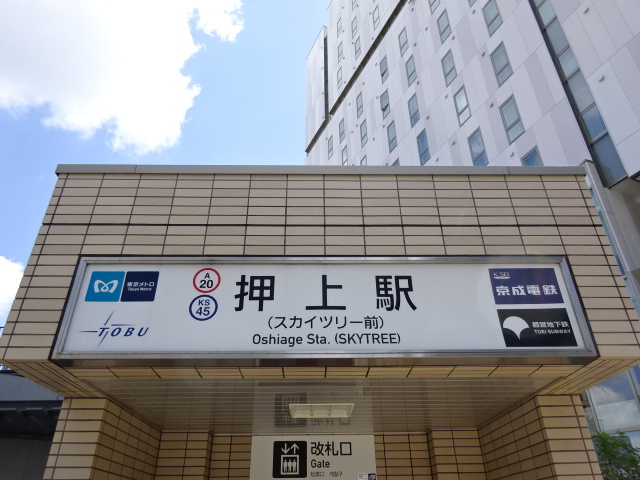 東京メトロ
Tokyo Metro
TOBU
A
20
KS
45
押上駅
(スカイツリー前)
Oshiage Sta. (SKYTREE)
京成電鉄
都営地下鉄
TOEI SUBWAY
改札口
Gate